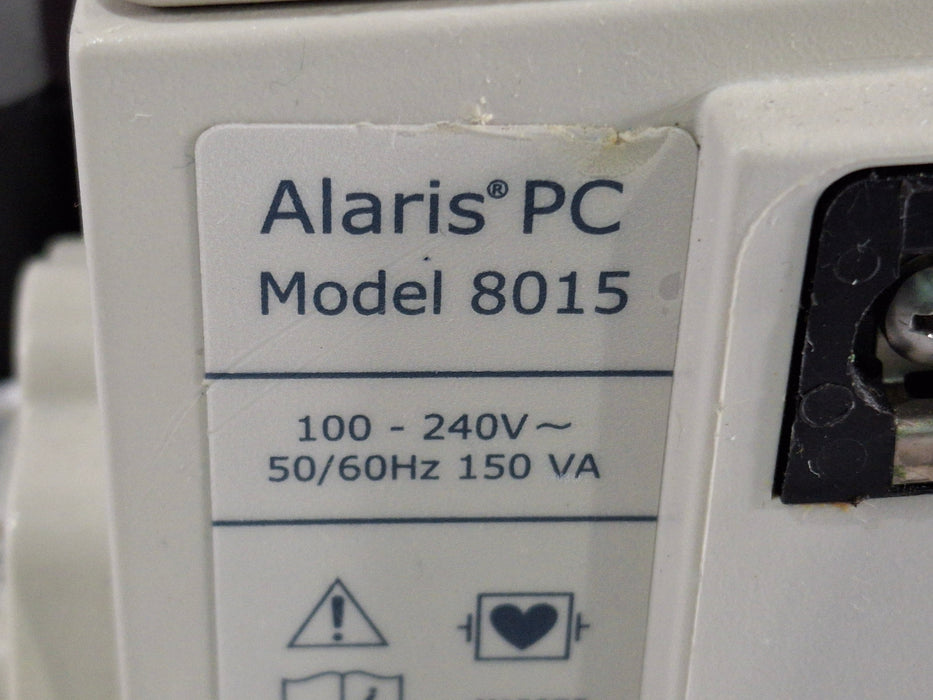 Alaris® PC
Model 8015
100 - 240V~
50/60Hz 150 VA